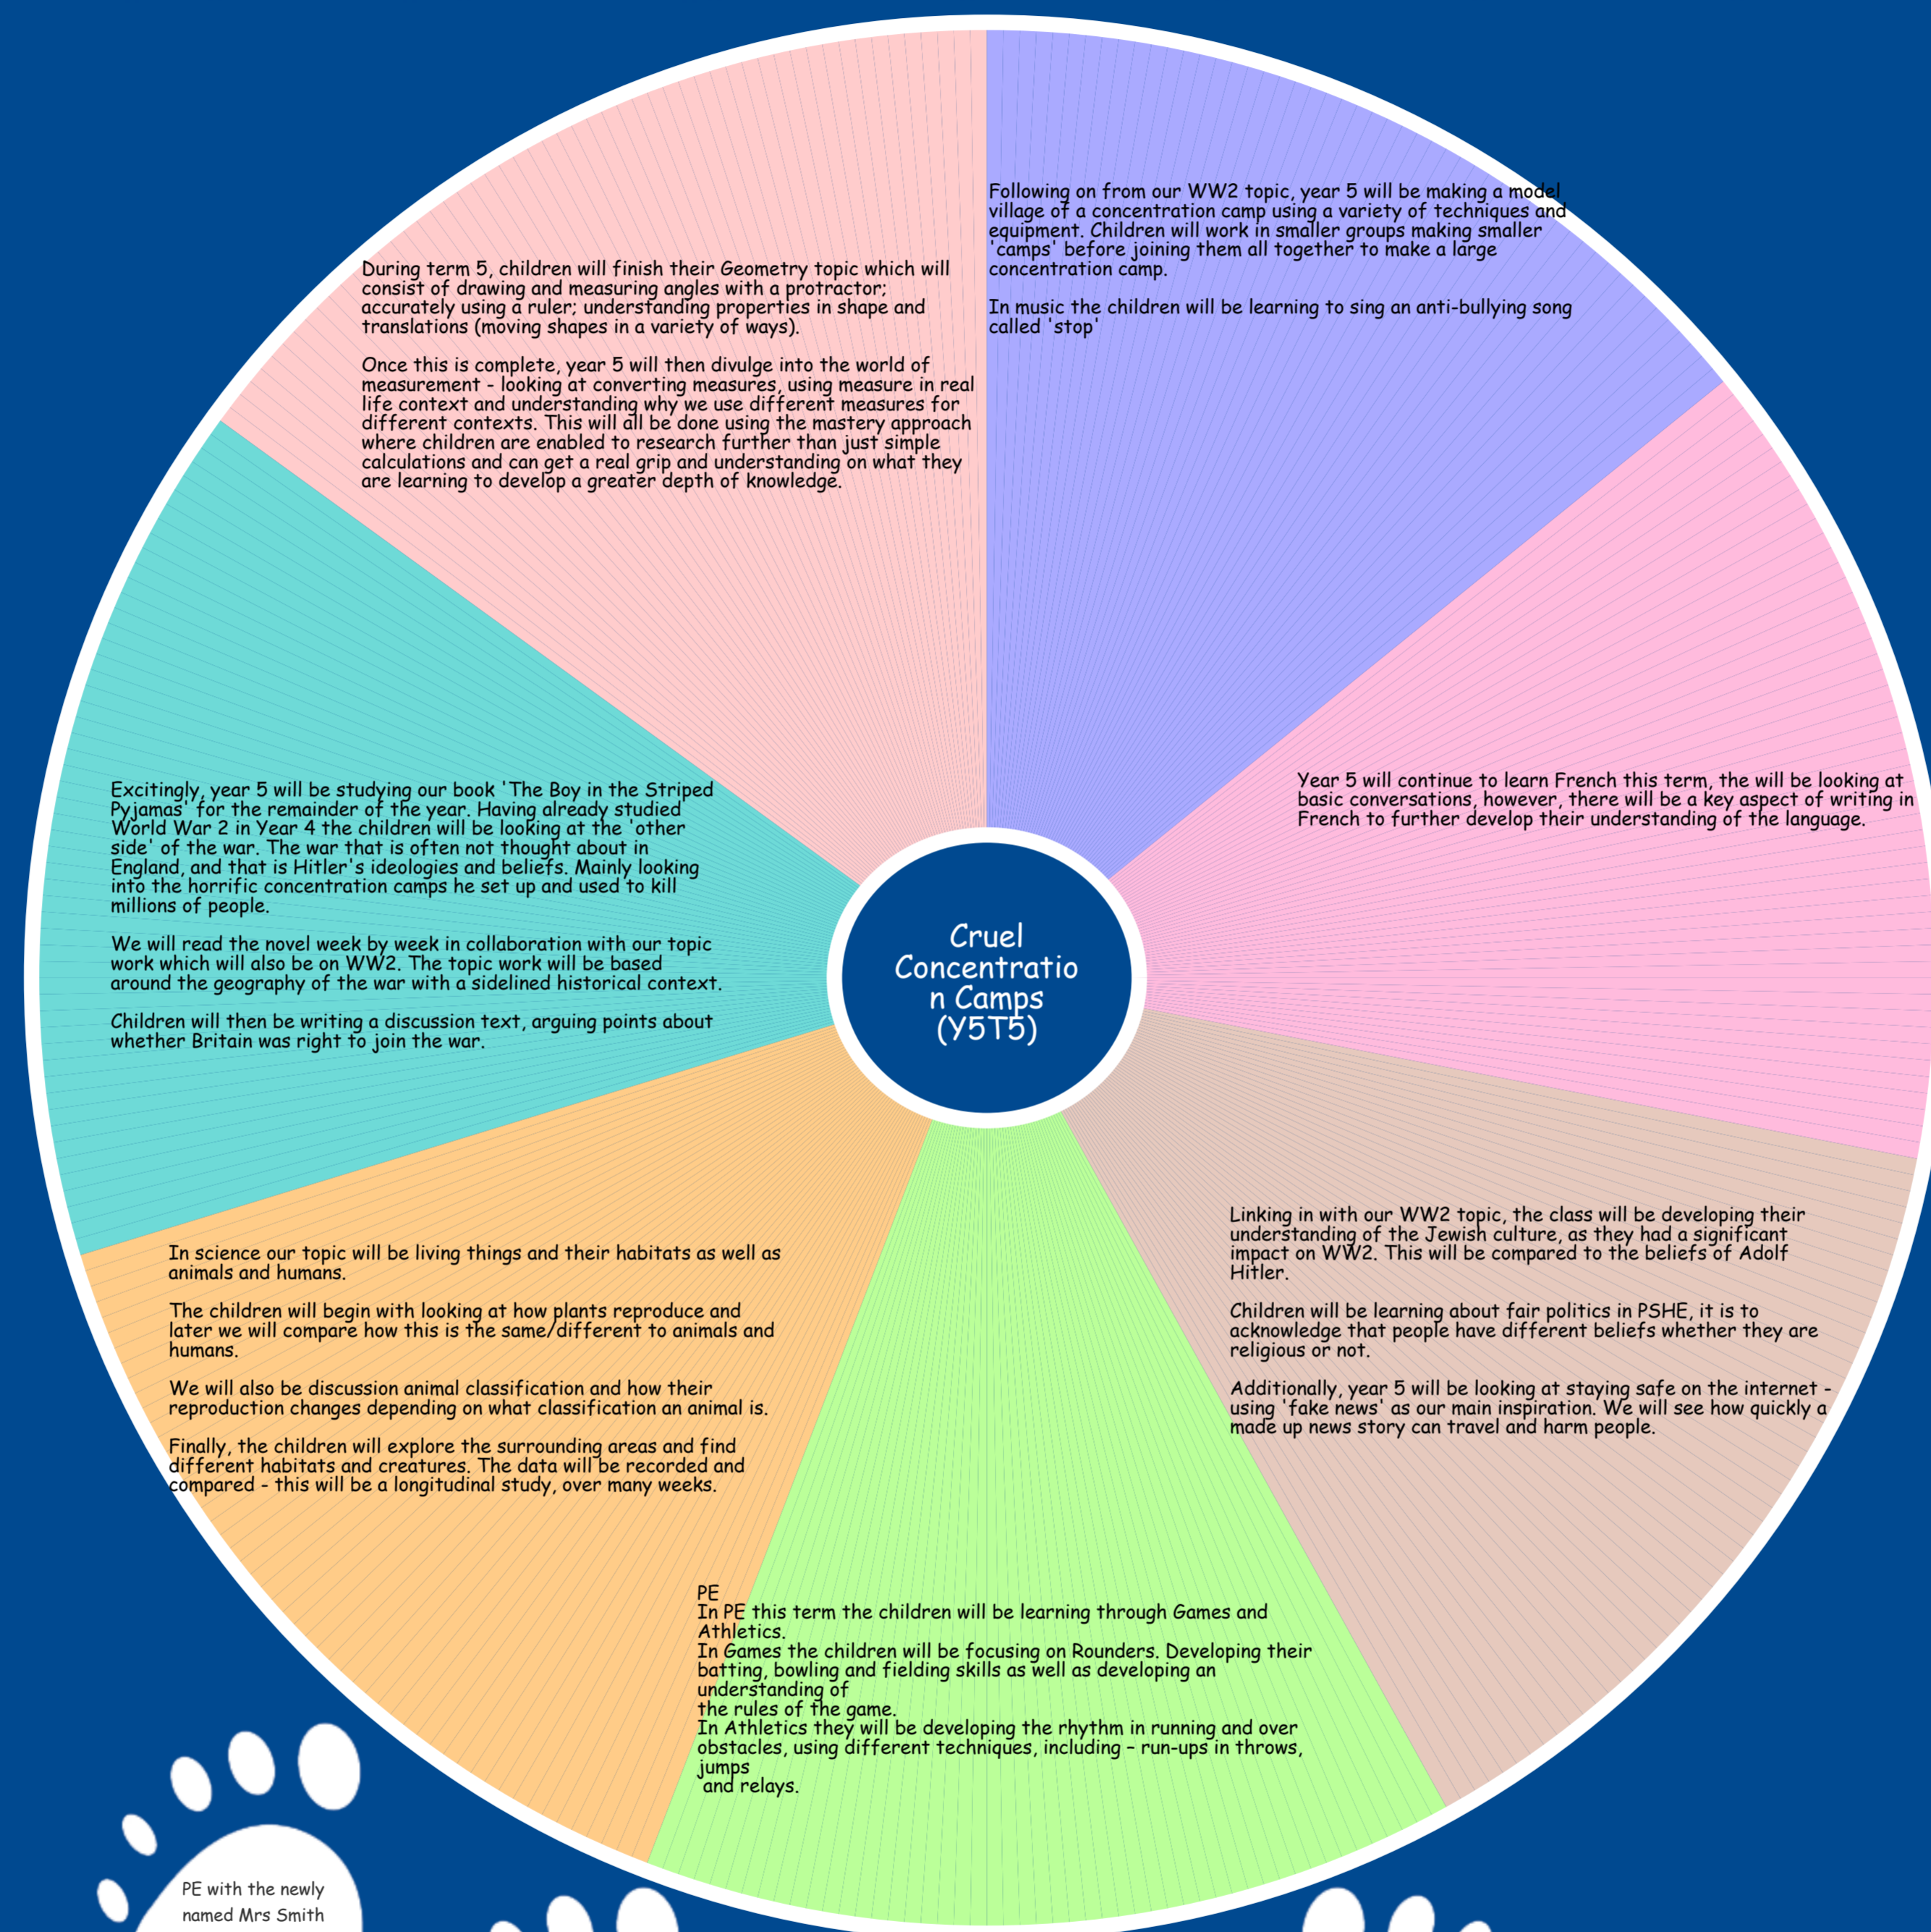 Following on from our WW2 topic, year 5 will be making a model
village of a concentration camp using a variety of techniques and
equipment. Children will work in smaller groups making smaller
'camps' before joining them all together to make a large
concentration camp.
In music the children will be learning to sing an anti-bullying song
called 'stop'
During term 5, children will finish their Geometry topic which will
consist of drawing and measuring angles with a protractor;
accurately using a ruler; understanding properties in shape and
translations (moving shapes in a variety of ways).
Once this is complete, year 5 will then divulge into the world of
measurement - looking at converting measures, using measure in real
life context and understanding why we use different measures for
different contexts. This will all be done using the mastery approach
where children are enabled to research further than just simple
calculations and can get a real grip and understanding on what they
are learning to develop a greater depth of knowledge.
Year 5 will continue to learn French this term, the will be looking at
basic conversations, however, there will be a key aspect of writing in
French to further develop their understanding of the language.
Excitingly, year 5 will be studying our book 'The Boy in the Striped
Pyjamas' for the remainder of the year. Having already studied
World War 2 in Year 4 the children will be looking at the 'other
side' of the war. The war that is often not thought about in
England, and that is Hitler's ideologies and beliefs. Mainly looking
into the horrific concentration camps he set up and used to kill
millions of people.
We will read the novel week by week in collaboration with our topic
work which will also be on WW2. The topic work will be based
around the geography of the war with a sidelined historical context.
Children will then be writing a discussion text, arguing points about
whether Britain was right to join the war.
Cruel
Concentratio
n Camps
(Y5T5)
Linking in with our WW2 topic, the class will be developing their
understanding of the Jewish culture, as they had a significant
impact on WW2. This will be compared to the beliefs of Adolf
Hitler.
Children will be learning about fair politics in PSHE, it is to
acknowledge that people have different beliefs whether they are
religious or not.
Additionally, year 5 will be looking at staying safe on the internet -
using 'fake news' as our main inspiration. We will see how quickly a
made up news story can travel and harm people.
In science our topic will be living things and their habitats as well as
animals and humans.
The children will begin with looking at how plants reproduce and
later we will compare how this is the same/different to animals and
humans.
We will also be discussion animal classification and how their
reproduction changes depending on what classification an animal is.
Finally, the children will explore the surrounding areas and find
different habitats and creatures. The data will be recorded and
compared - this will be a longitudinal study, over many weeks.
PE
In PE this term the children will be learning through Games and
Athletics.
In Games the children will be focusing on Rounders. Developing their
batting, bowling and fielding skills as well as developing an
understanding of
the rules of the game.
In Athletics they will be developing the rhythm in running and over
obstacles, using different techniques, including – run-ups in throws,
jumps
and relays.
PE with the newly
named Mrs Smith